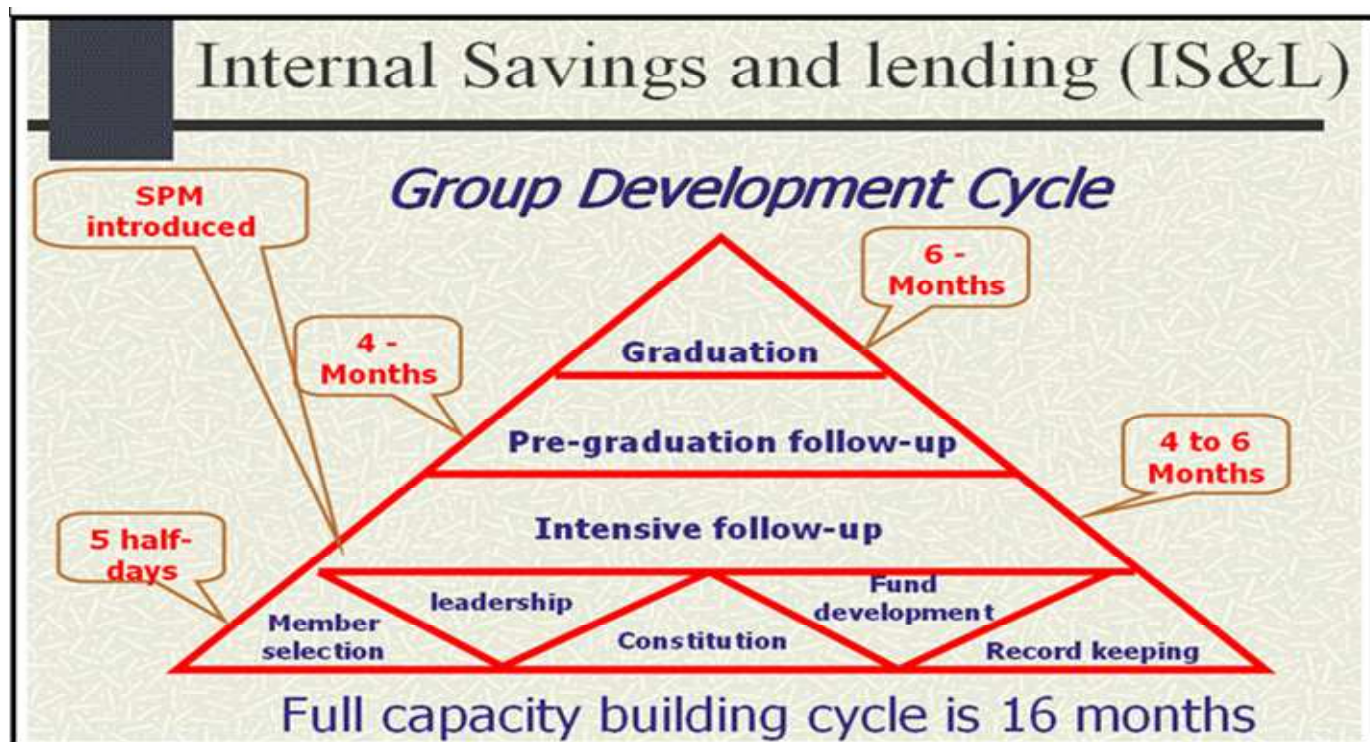 Internal Savings and lending (IS&L)
Group Development Cycle
SPM
introduced
6 -
Months
4 -
Months
Graduation
Pre-graduation follow-up
4 to 6
Months
Intensive follow-up
5 half-
days
Member
selection
leadership
Constitution
Fund
development
Record keeping
Full capacity building cycle is 16 months